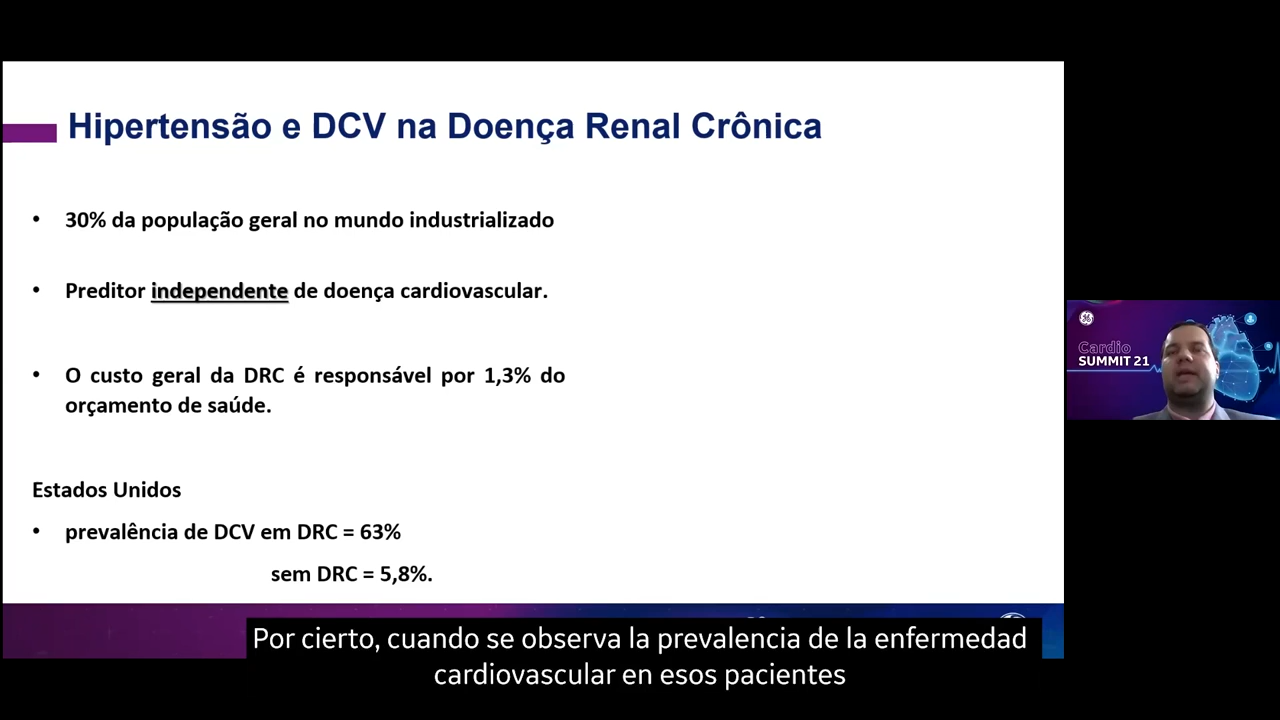 Hipertensão e DCV na Doença Renal Crônica
• 30% da população geral no mundo industrializado
• Preditor independente de doença cardiovascular.
• O custo geral da DRC é responsável por 1,3% do
orçamento de saúde.
Estados Unidos
• prevalência de DCV em DRC = 63%
sem DRC = 5,8%.
Cardio
SUMMIT 21
Por cierto, cuando se observa la prevalencia de la enfermedad
cardiovascular en esos pacientes